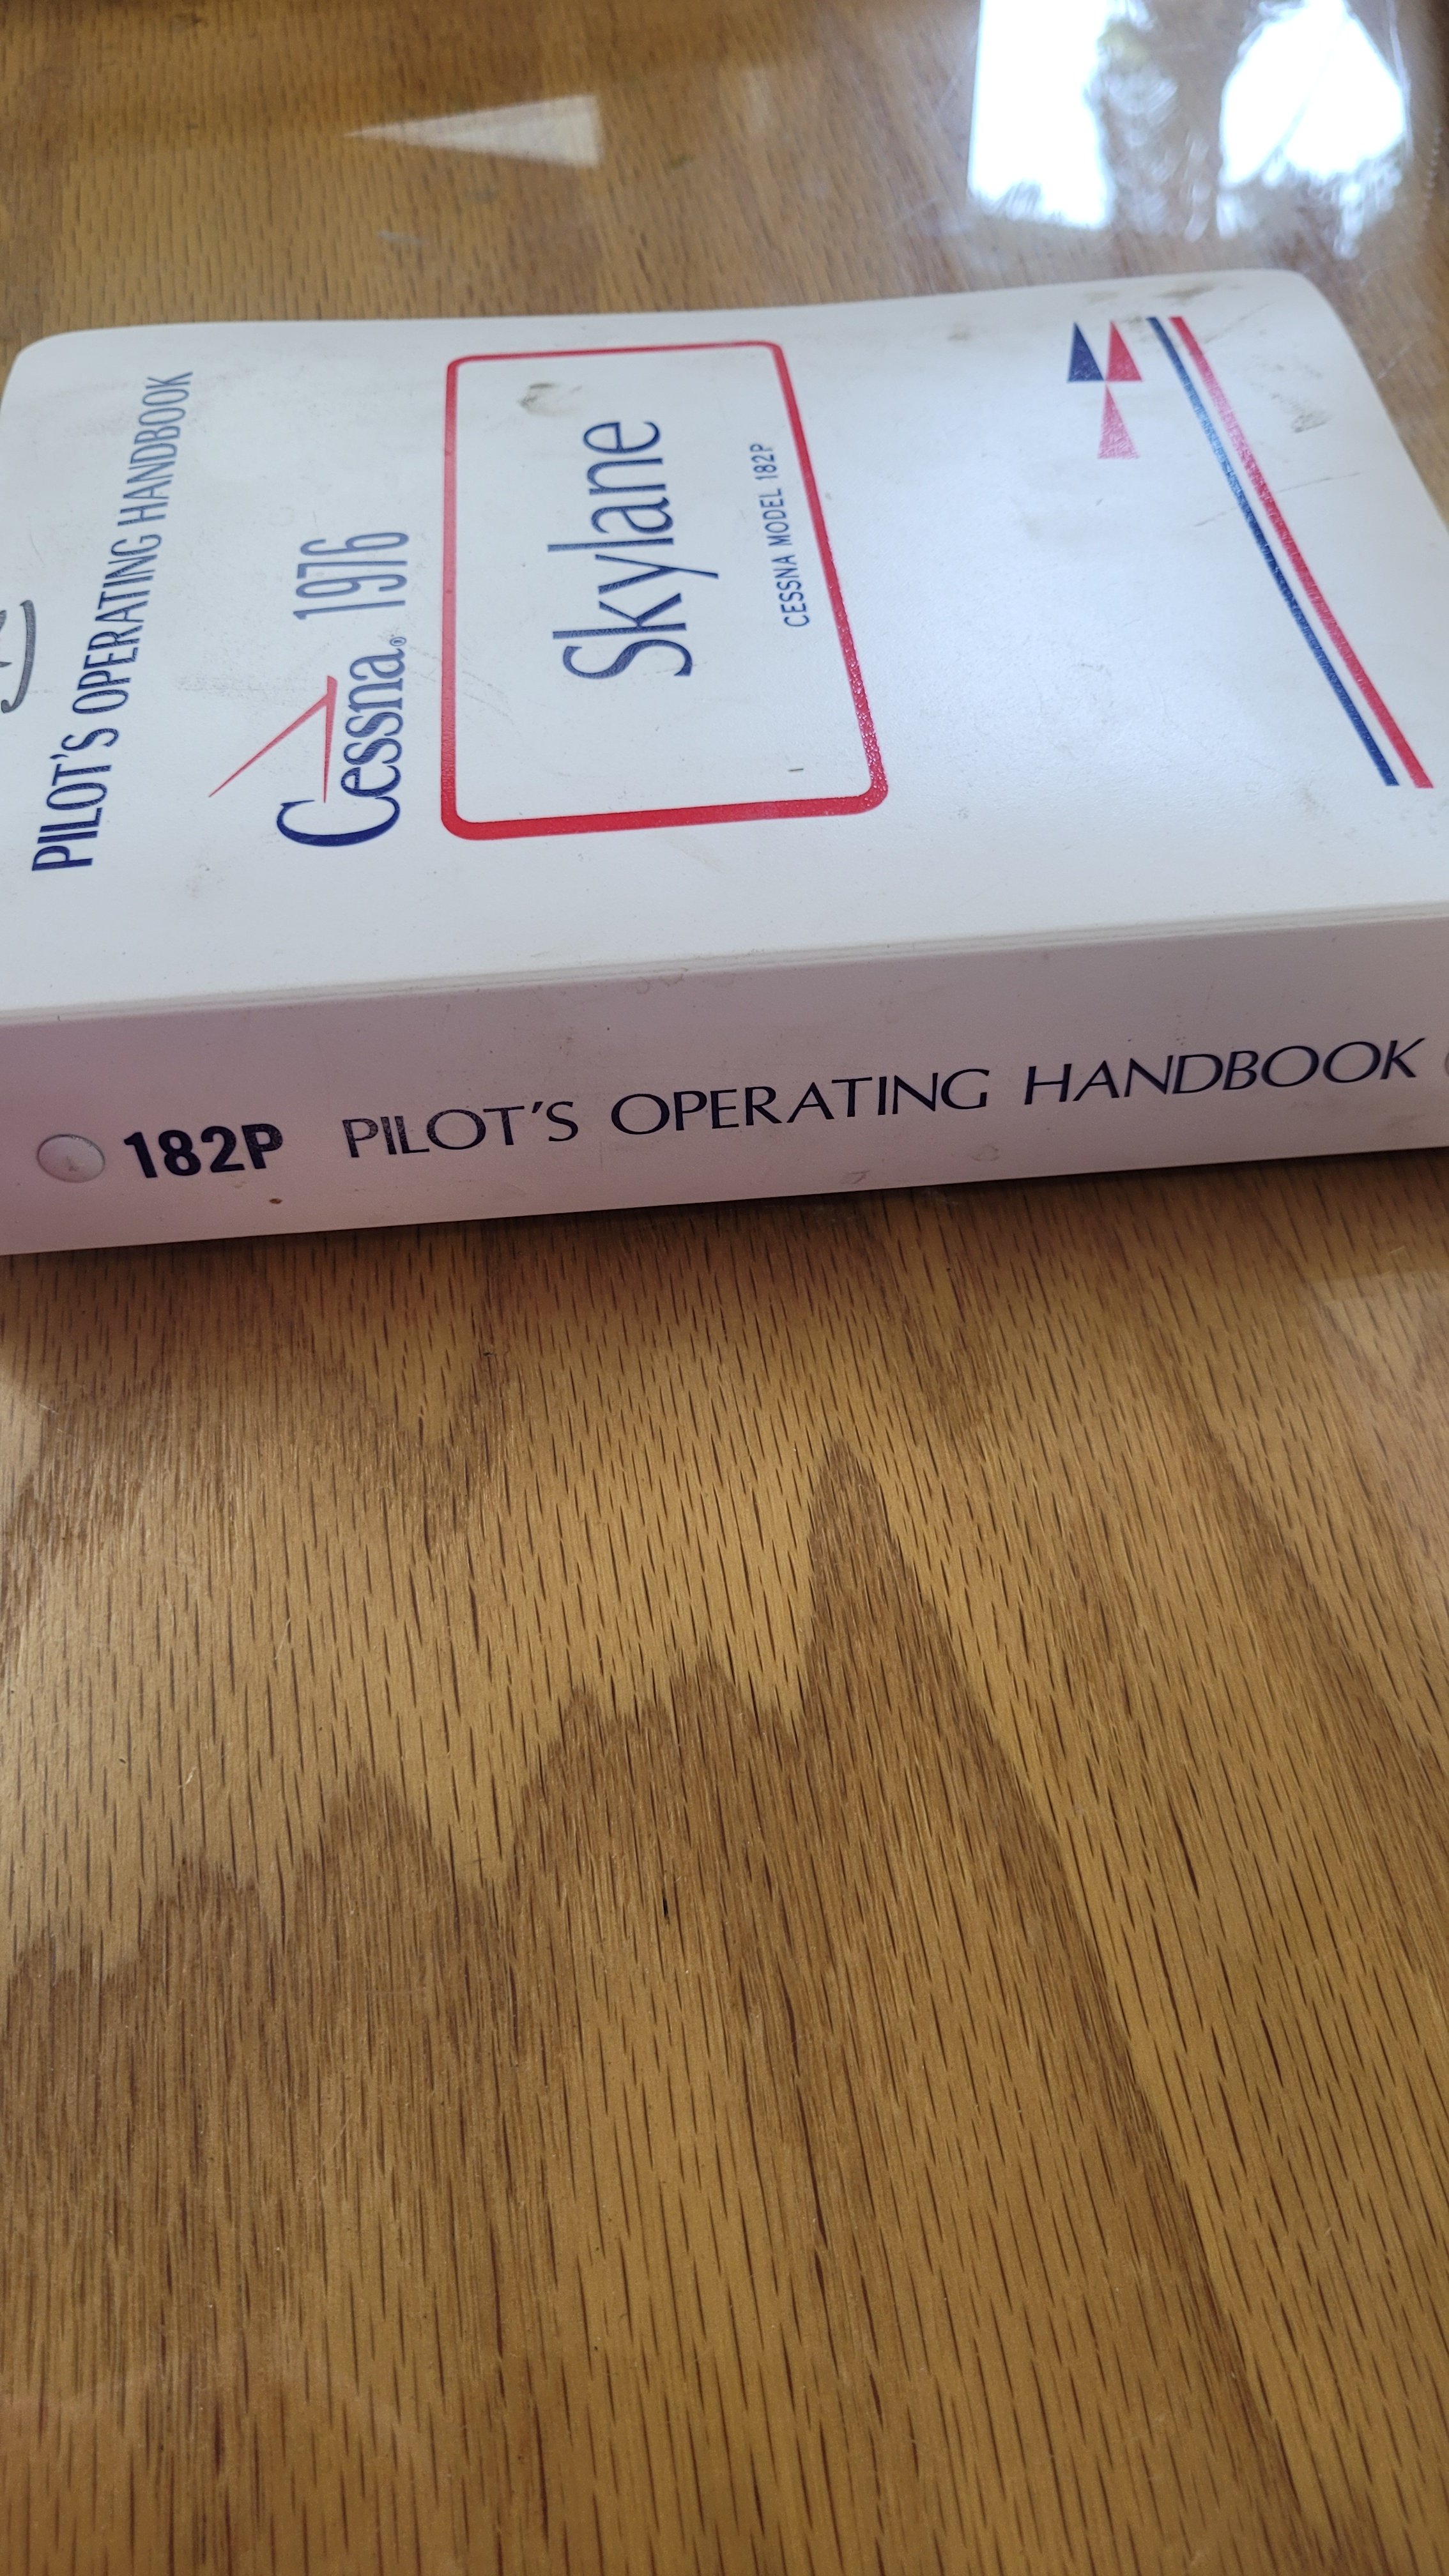 PILOT'S OPERATING HANDBOOK
Cessna® 1976
Skylane
CESSNA MODEL 182P
182P PILOT'S OPERATING HANDBOOK